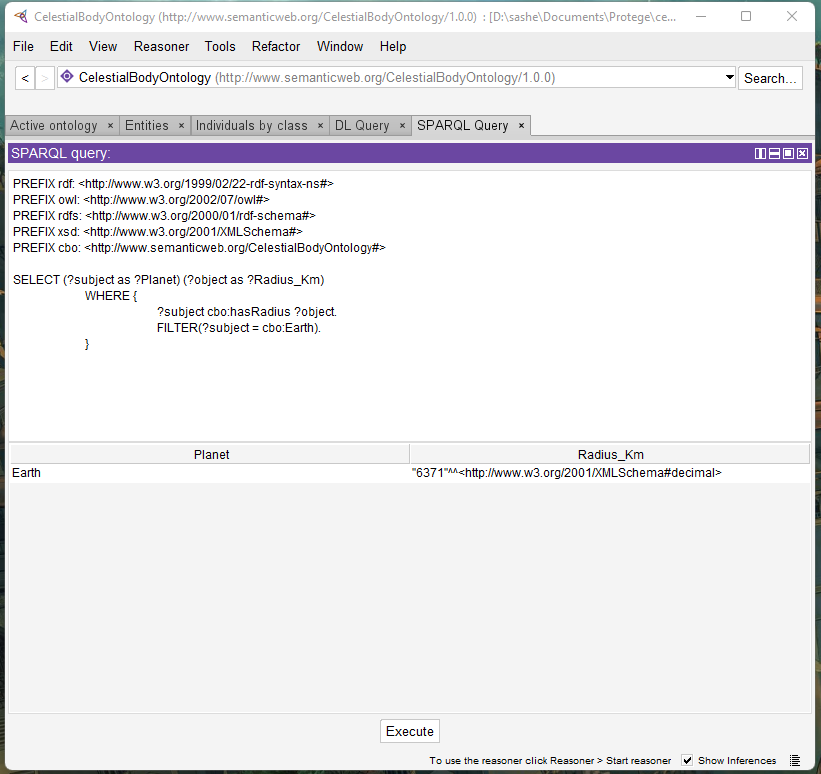 CelestialBodyOntology (http://www.semanticweb.org/CelestialBodyOntology/1.0.0) : [D:\sashe\Documents\Protege\ce...
File Edit View Reasoner Tools Refactor Window Help
< > CelestialBodyOntology (http://www.semanticweb.org/CelestialBodyOntology/1.0.0) Search...
Active ontology × Entities × Individuals by class × DL Query × SPARQL Query ×
SPARQL query:
PREFIX rdf: <http://www.w3.org/1999/02/22-rdf-syntax-ns#>
PREFIX owl: <http://www.w3.org/2002/07/owl#>
PREFIX rdfs: <http://www.w3.org/2000/01/rdf-schema#>
PREFIX xsd: <http://www.w3.org/2001/XMLSchema#>
PREFIX cbo: <http://www.semanticweb.org/CelestialBodyOntology#>
SELECT (?subject as ?Planet) (?object as ?Radius_Km)
WHERE {
?subject cbo:hasRadius ?object.
FILTER(?subject = cbo:Earth).
}
Planet Radius_Km
Earth "6371"^^<http://www.w3.org/2001/XMLSchema#decimal>
Execute
To use the reasoner click Reasoner > Start reasoner Show Inferences